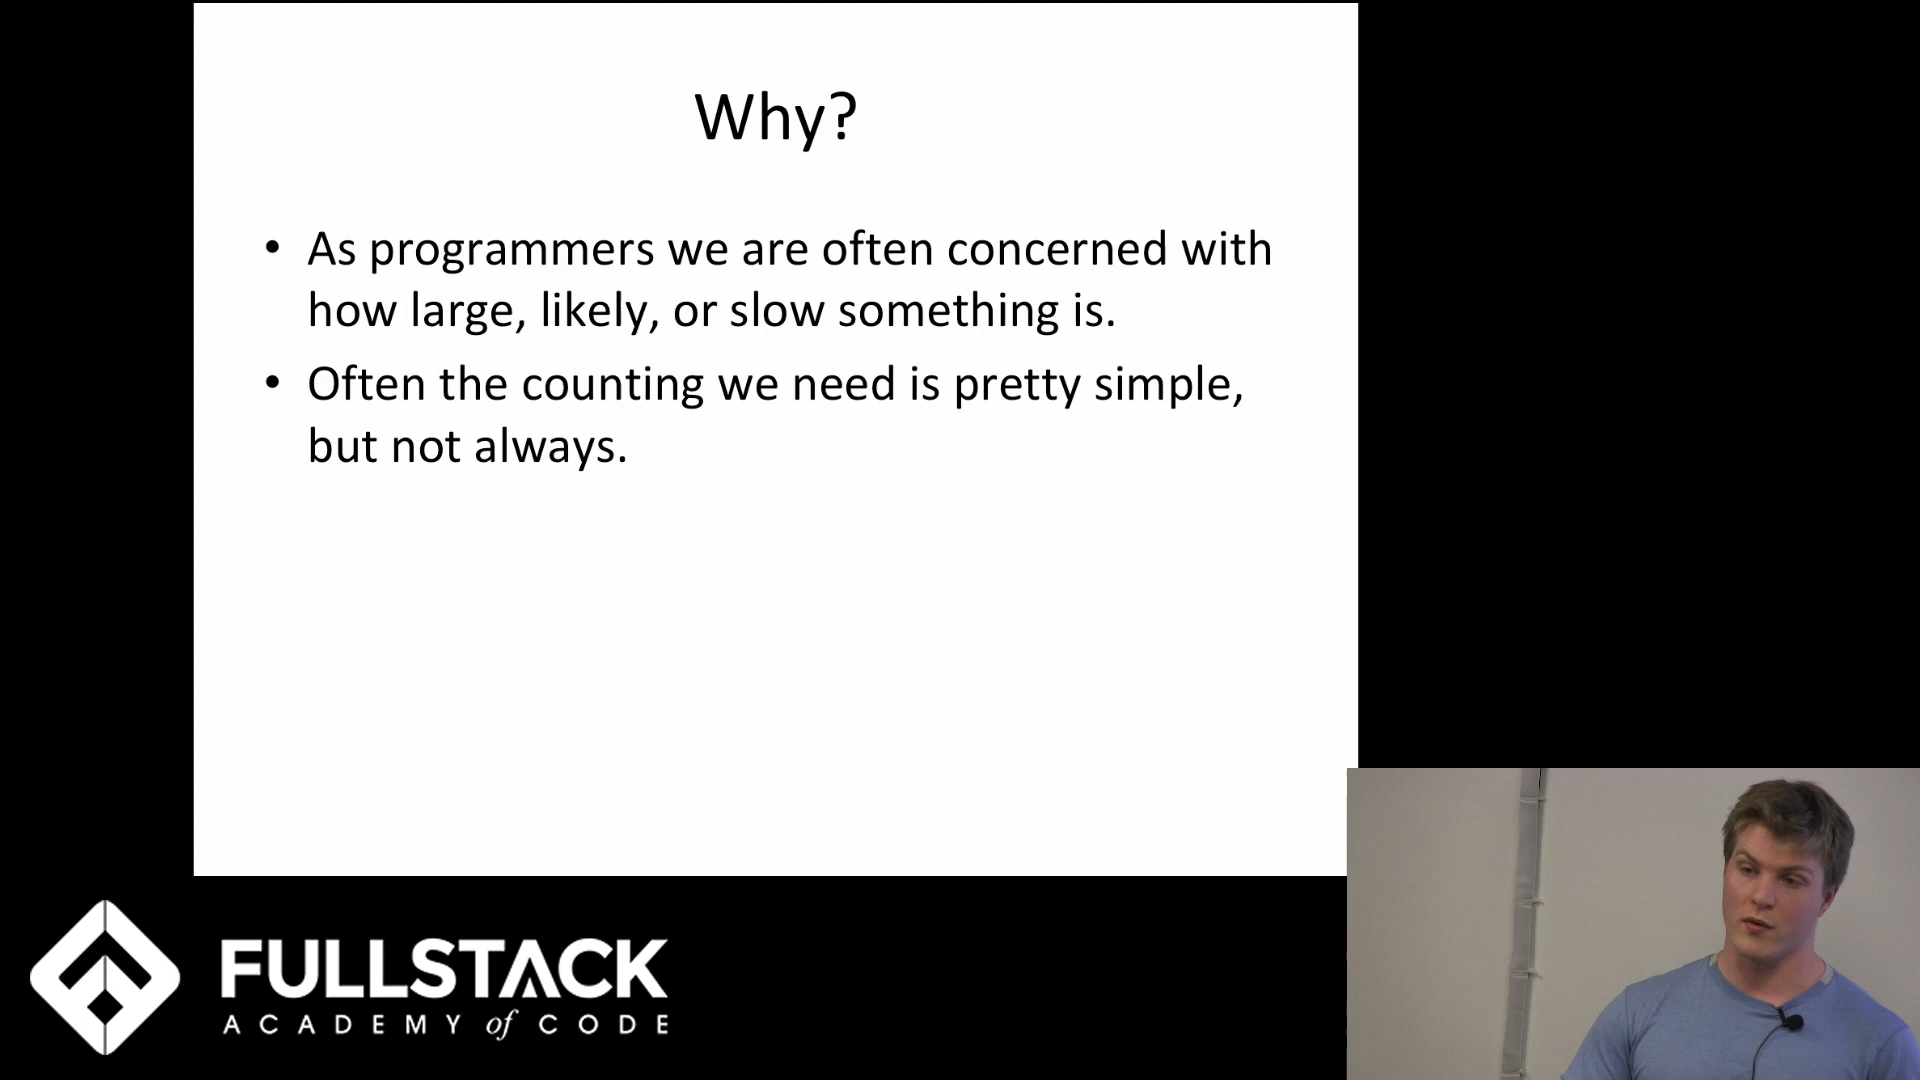 Why?
• As programmers we are often concerned with
how large, likely, or slow something is.
• Often the counting we need is pretty simple,
but not always.
FULLSTACK
ACADEMY of CODE